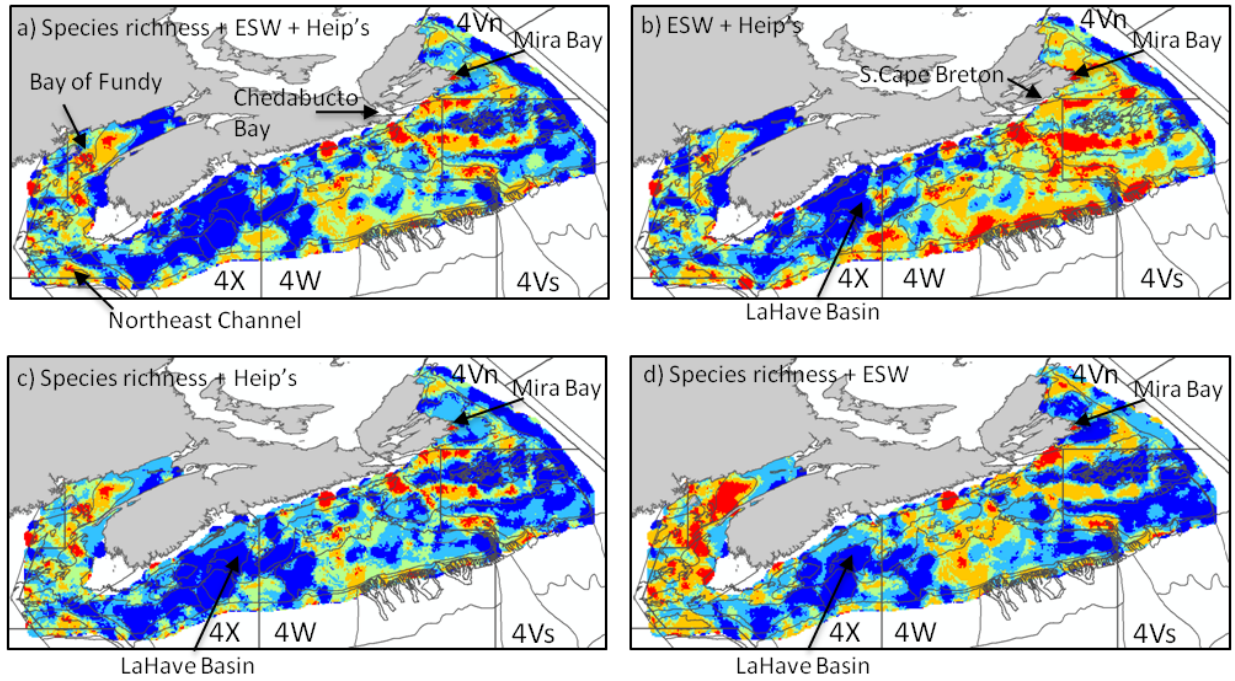 a) Species richness + ESW + Heip's
4Vn
Mira Bay
Bay of Fundy
Chedabucto
Bay
4X
4W
4Vs
Northeast Channel
b) ESW + Heip's
4Vn
Mira Bay
S.Cape Breton
4X
4W
4Vs
LaHave Basin
c) Species richness + Heip's
4Vn
Mira Bay
4X
4W
4Vs
LaHave Basin
d) Species richness + ESW
4Vn
Mira Bay
4X
4W
4Vs
LaHave Basin